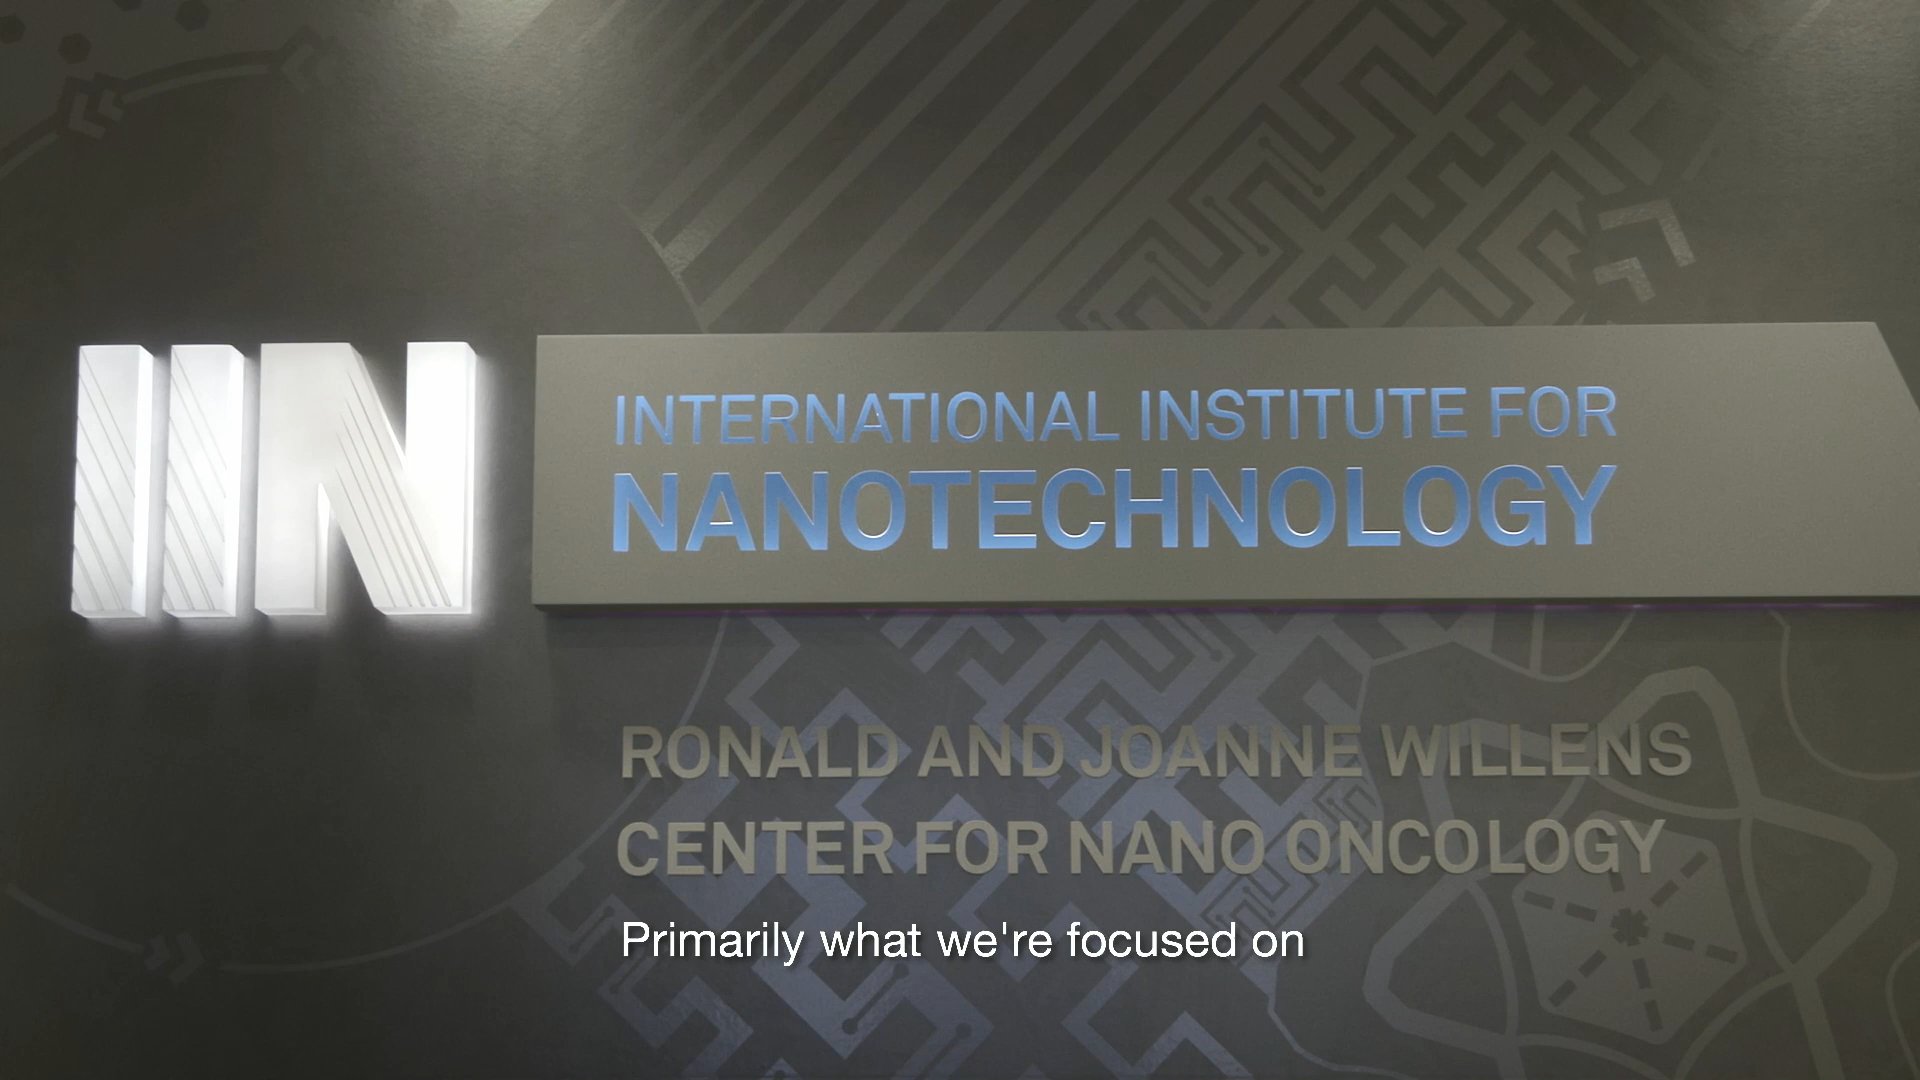 IIN
INTERNATIONAL INSTITUTE FOR
NANOTECHNOLOGY
RONALD AND JOANNE WILLENS
CENTER FOR NANO ONCOLOGY
Primarily what we're focused on